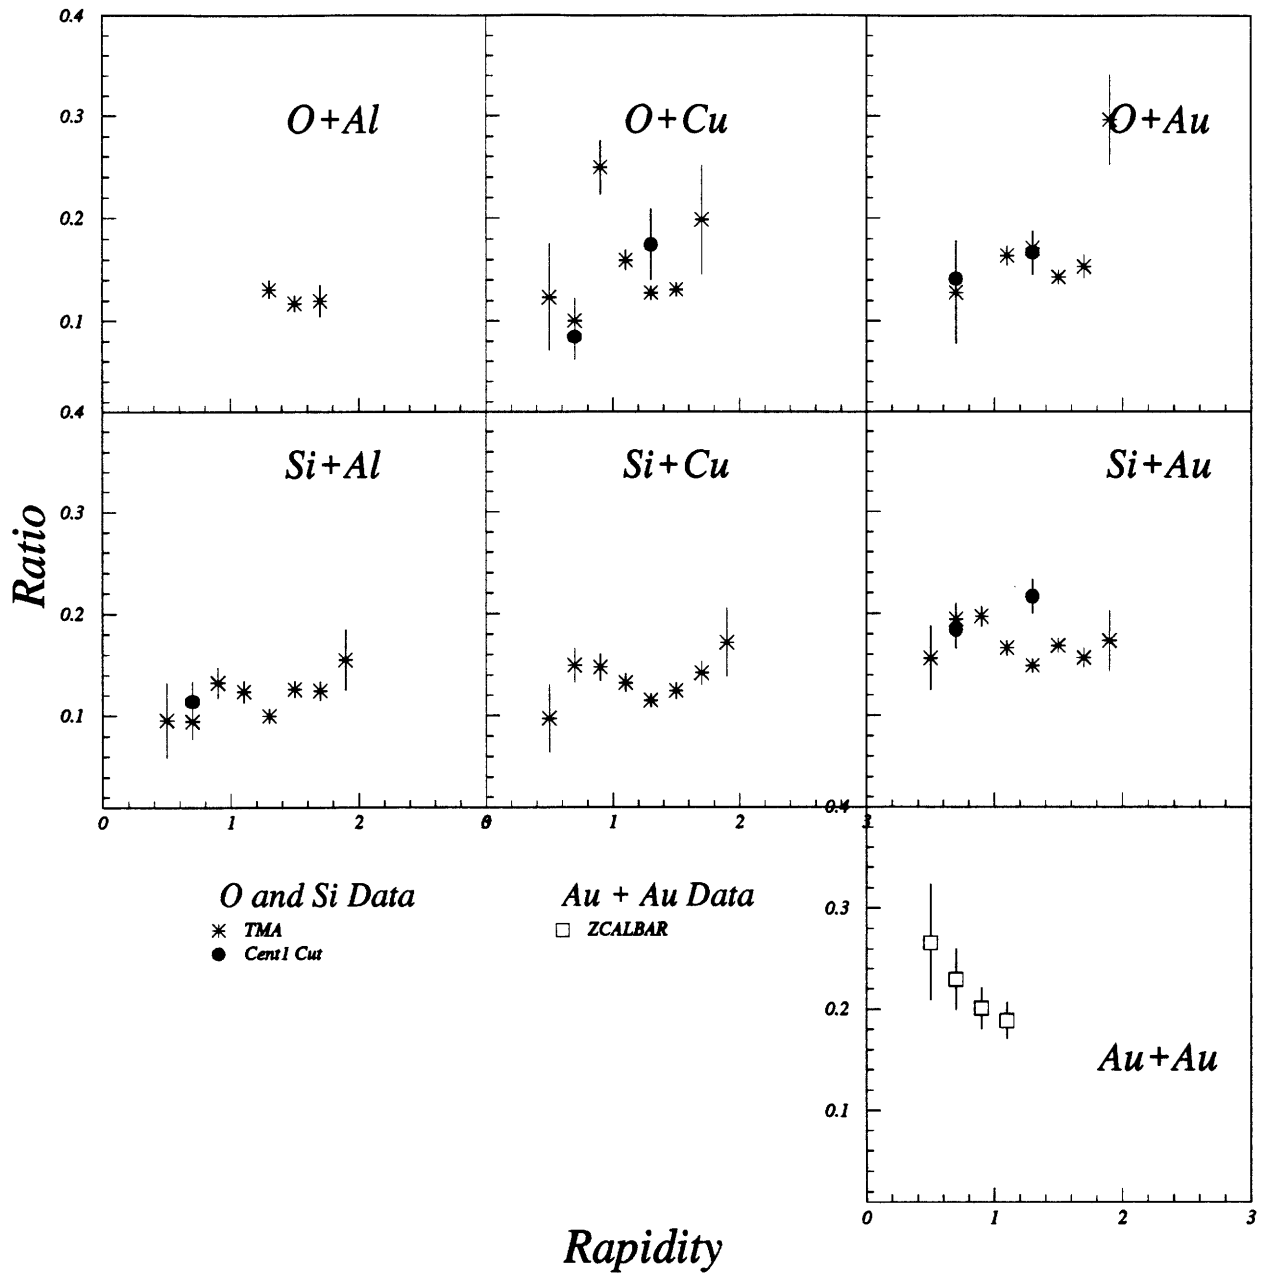 0.4
O+Al
O+Cu
O+Au
0.3
0.2
0.1
0.4
Si+Al
Si+Cu
Si+Au
0.3
Ratio
0.2
0.1
0.4
0 1 2 0 1 2 3
O and Si Data
Au + Au Data
TMA
ZCALBAR
Cent1 Cut
0.3
0.2
Au+Au
0.1
0 1 2 3
Rapidity